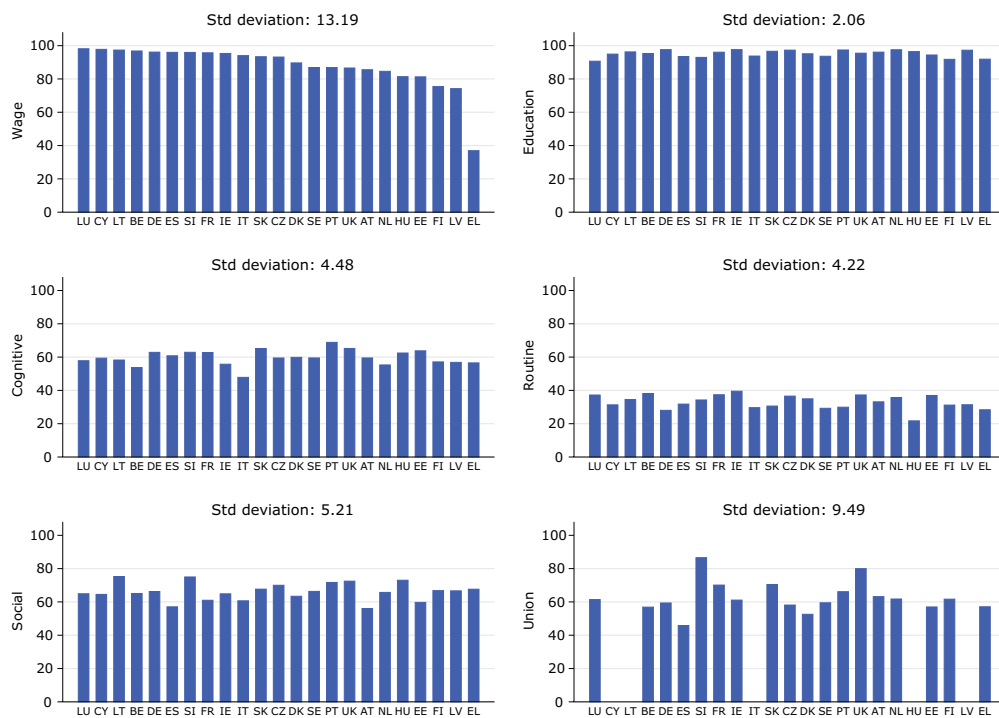 Std deviation: 13.19
Wage
100
80
60
40
20
0
LU CY LT BE DE ES SI FR IE IT SK CZ DK SE PT UK AT NL HU EE FI LV EL
Std deviation: 2.06
Education
100
80
60
40
20
0
LU CY LT BE DE ES SI FR IE IT SK CZ DK SE PT UK AT NL HU EE FI LV EL
Std deviation: 4.48
Cognitive
100
80
60
40
20
0
LU CY LT BE DE ES SI FR IE IT SK CZ DK SE PT UK AT NL HU EE FI LV EL
Std deviation: 4.22
Routine
100
80
60
40
20
0
LU CY LT BE DE ES SI FR IE IT SK CZ DK SE PT UK AT NL HU EE FI LV EL
Std deviation: 5.21
Social
100
80
60
40
20
0
LU CY LT BE DE ES SI FR IE IT SK CZ DK SE PT UK AT NL HU EE FI LV EL
Std deviation: 9.49
Union
100
80
60
40
20
0
LU CY LT BE DE ES SI FR IE IT SK CZ DK SE PT UK AT NL HU EE FI LV EL